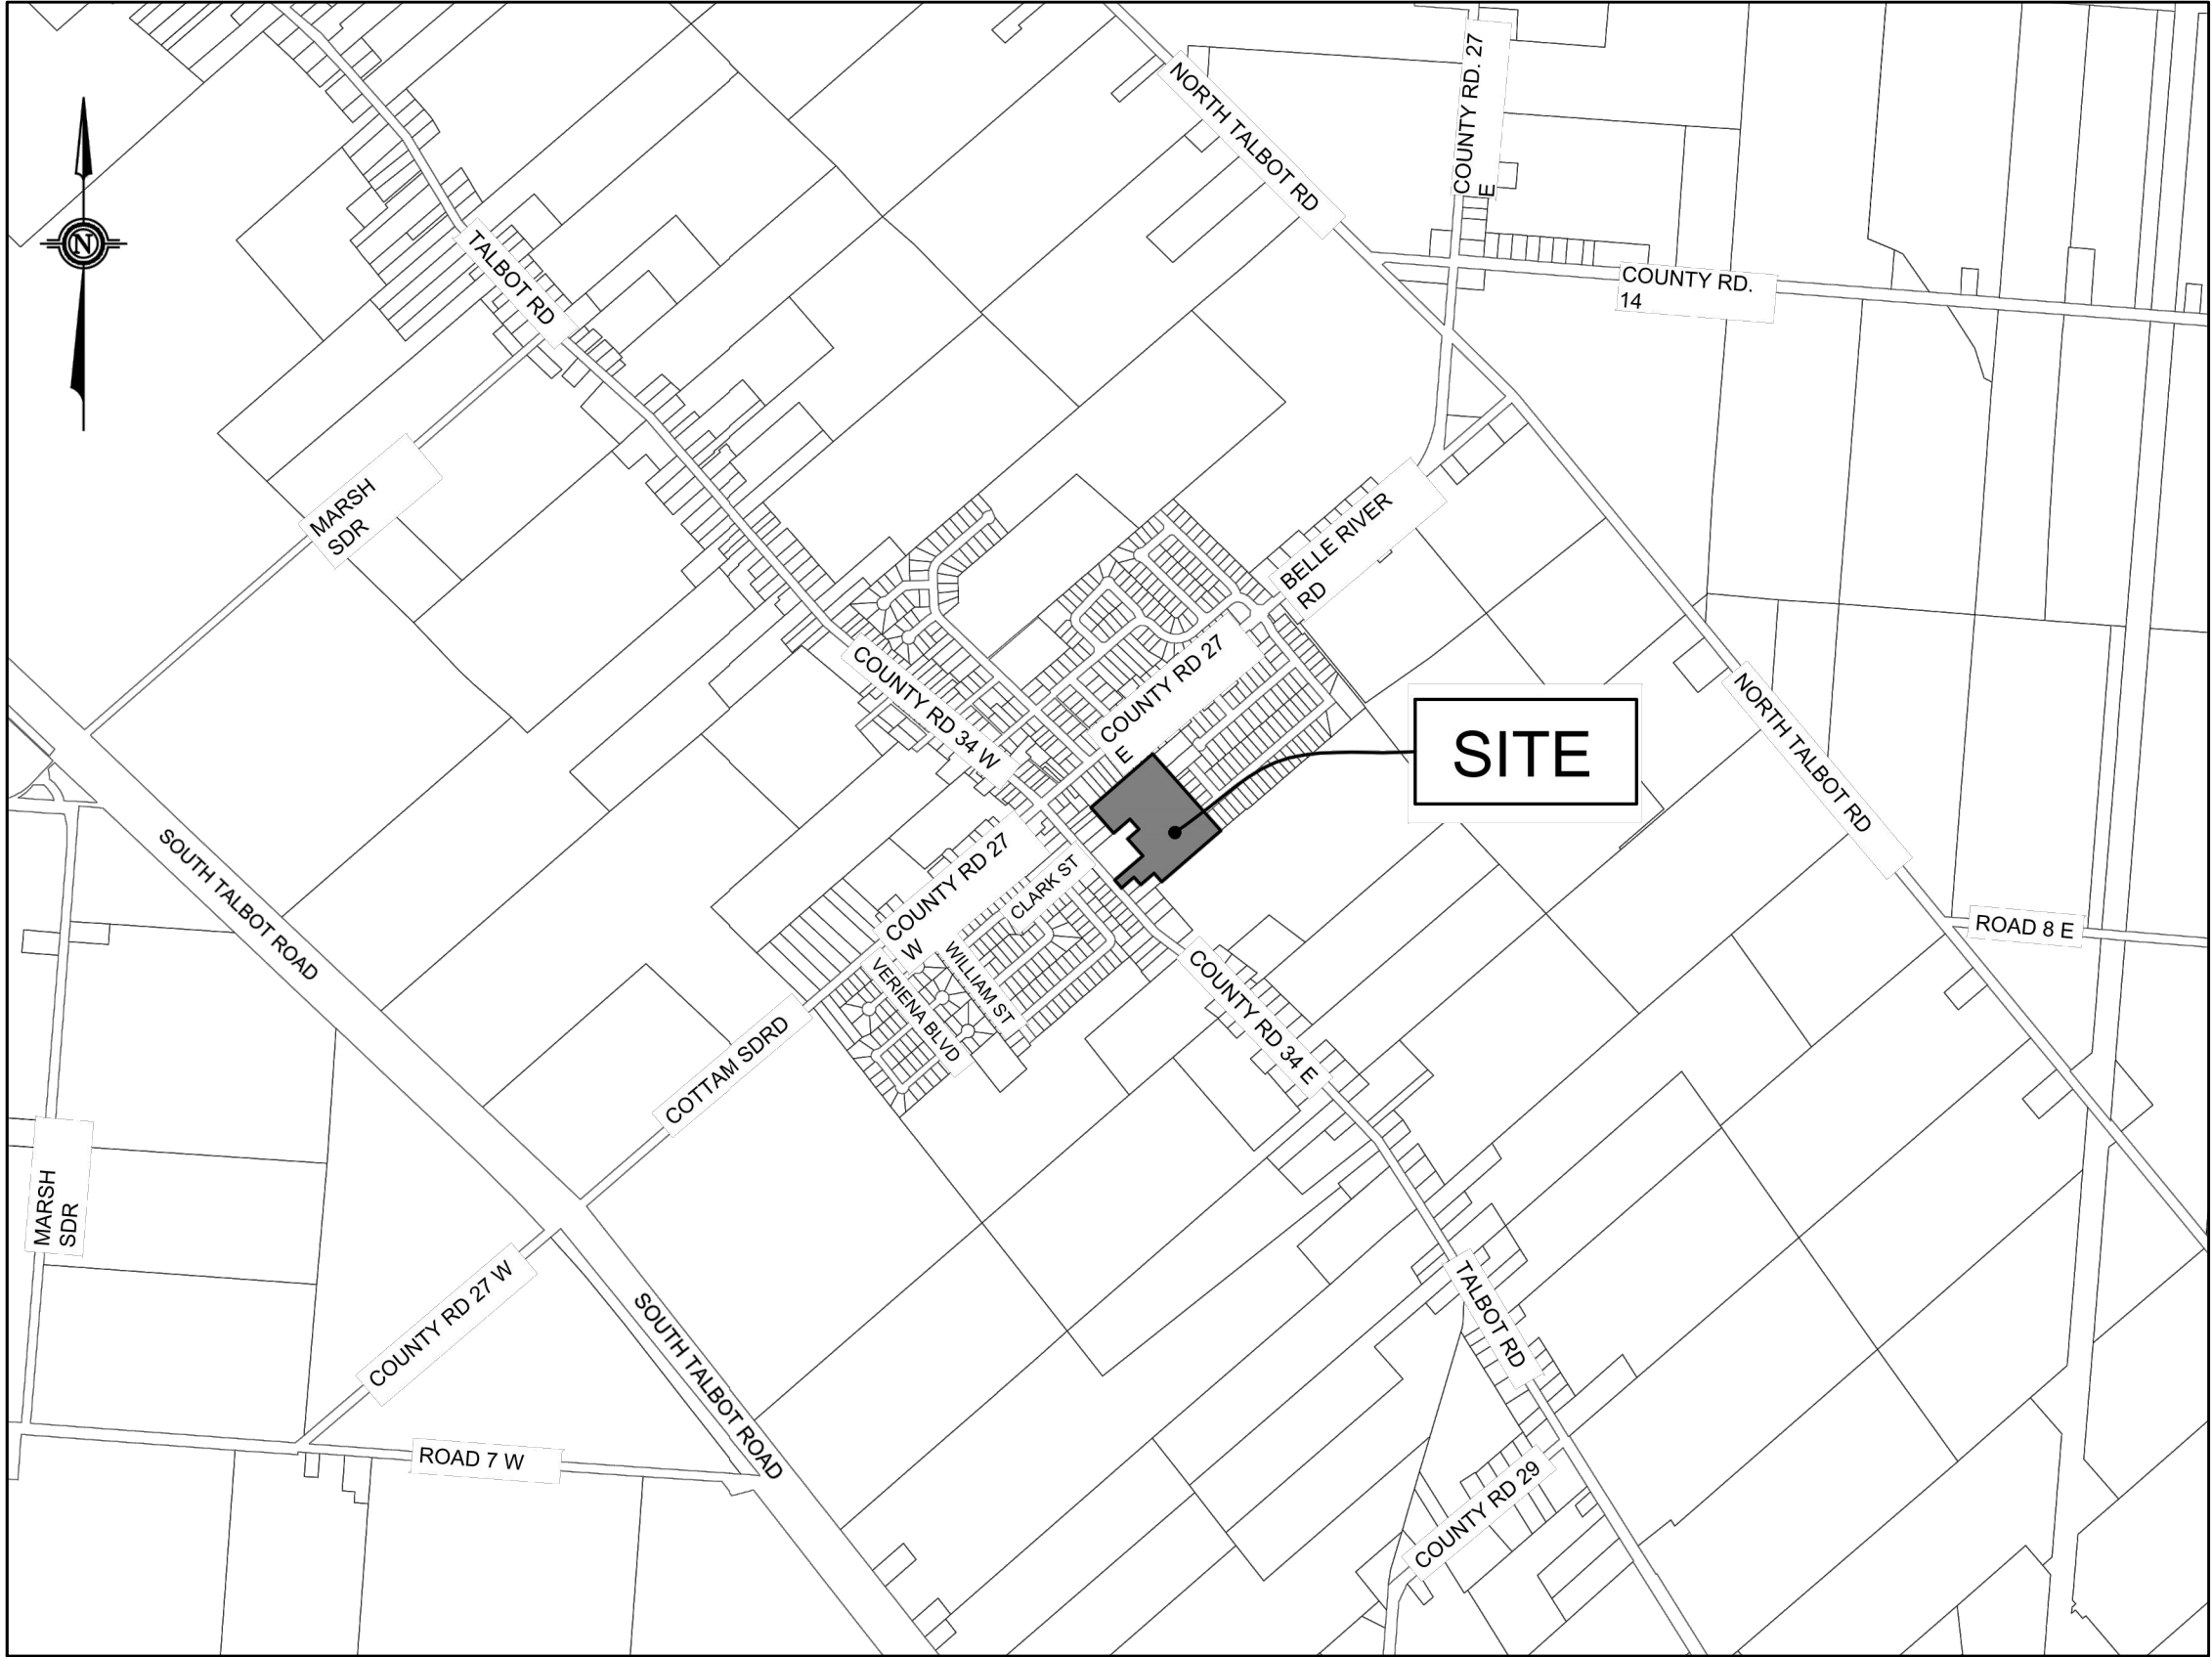 NORTH TALBOT RD
COUNTY RD. 27
E
N
TALBOT RD
COUNTY RD.
14
MARSH
SDR
BELLE RIVER
RD
COUNTY RD 34 W
COUNTY RD 27
E
SITE
NORTH TALBOT RD
SOUTH TALBOT ROAD
COUNTY RD 27
W
CLARK ST
WILLIAM ST
VERIENA BLVD
ROAD 8 E
COUNTY RD 34 E
COTTAM SDRD
MARSH
SDR
COUNTY RD 27 W
SOUTH TALBOT ROAD
TALBOT RD
ROAD 7 W
COUNTY RD 29